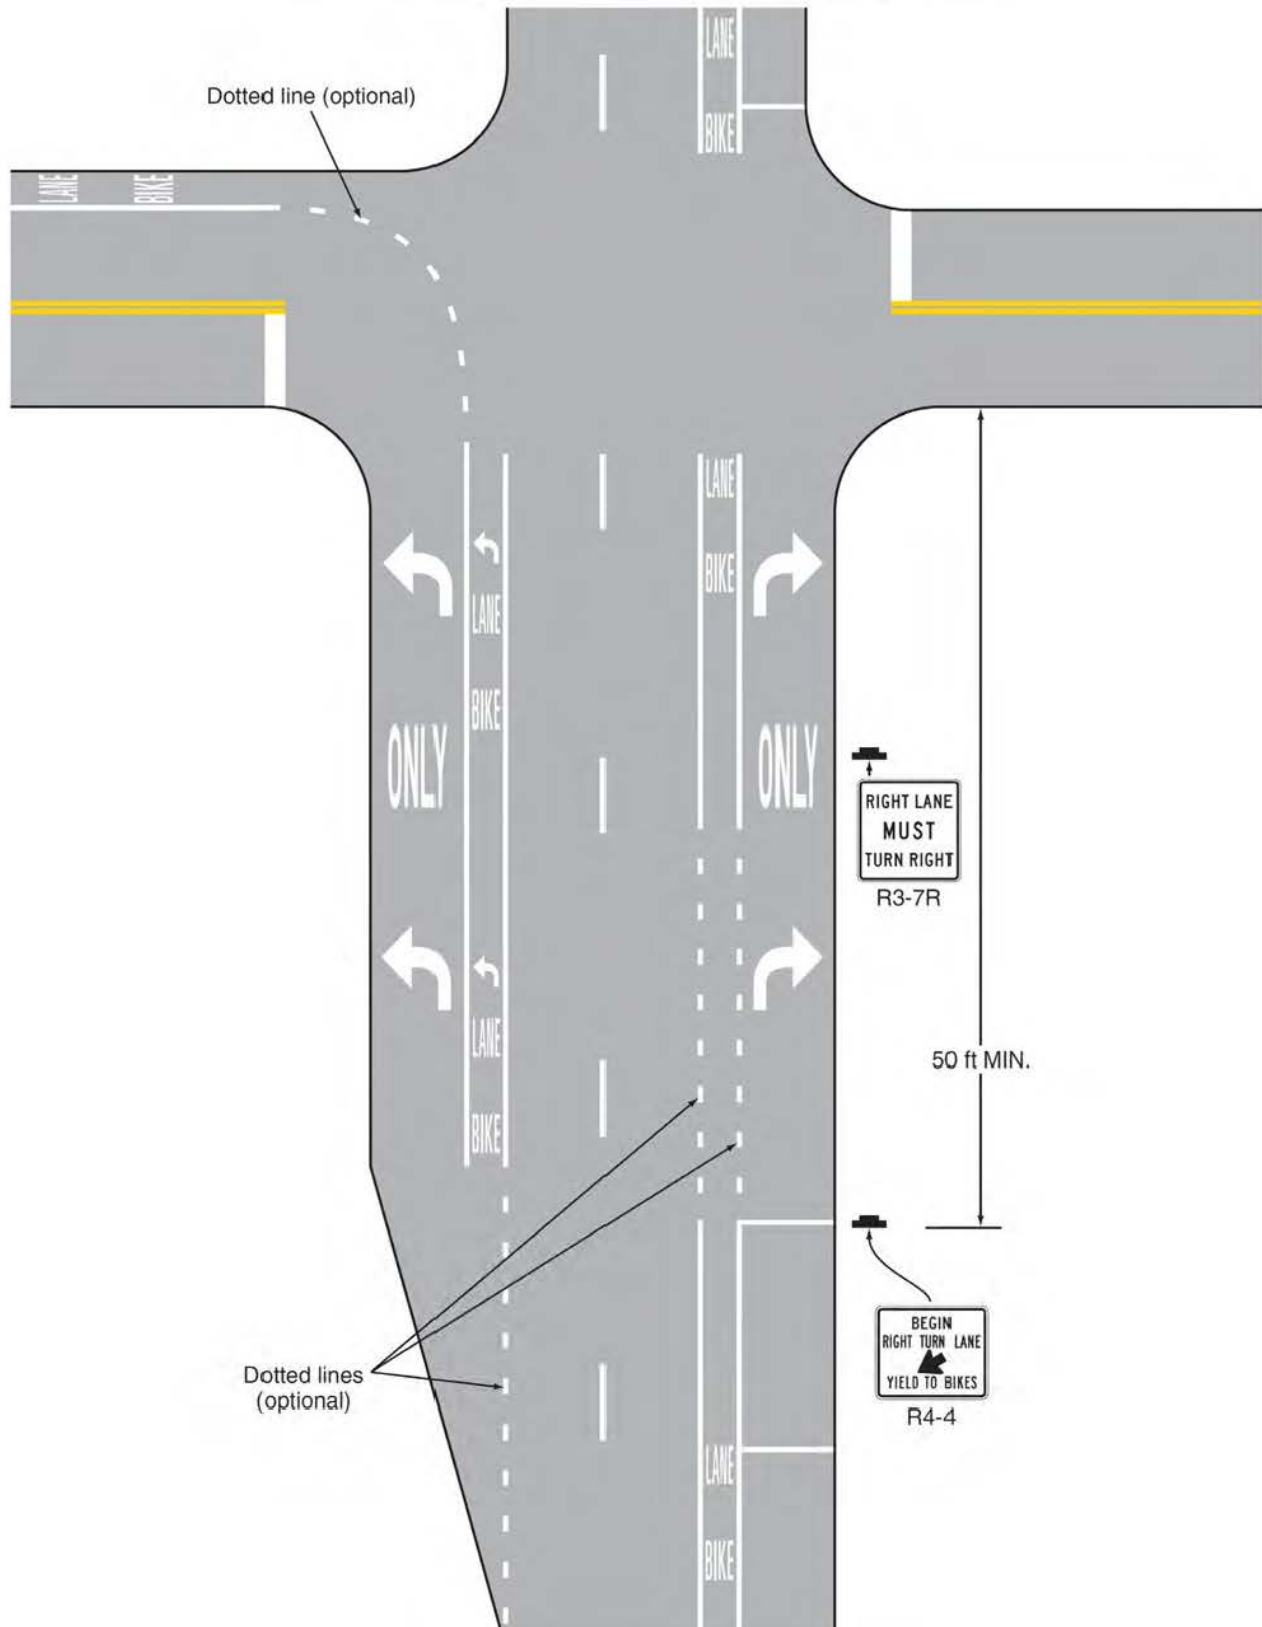 LANE
BIKE
Dotted line (optional)
LANE
BIKE
LANE
BIKE
LANE
BIKE
ONLY
ONLY
RIGHT LANE
MUST
TURN RIGHT
R3-7R
LANE
BIKE
50 ft MIN.
Dotted lines
(optional)
BEGIN
RIGHT TURN LANE
YIELD TO BIKES
R4-4
LANE
BIKE